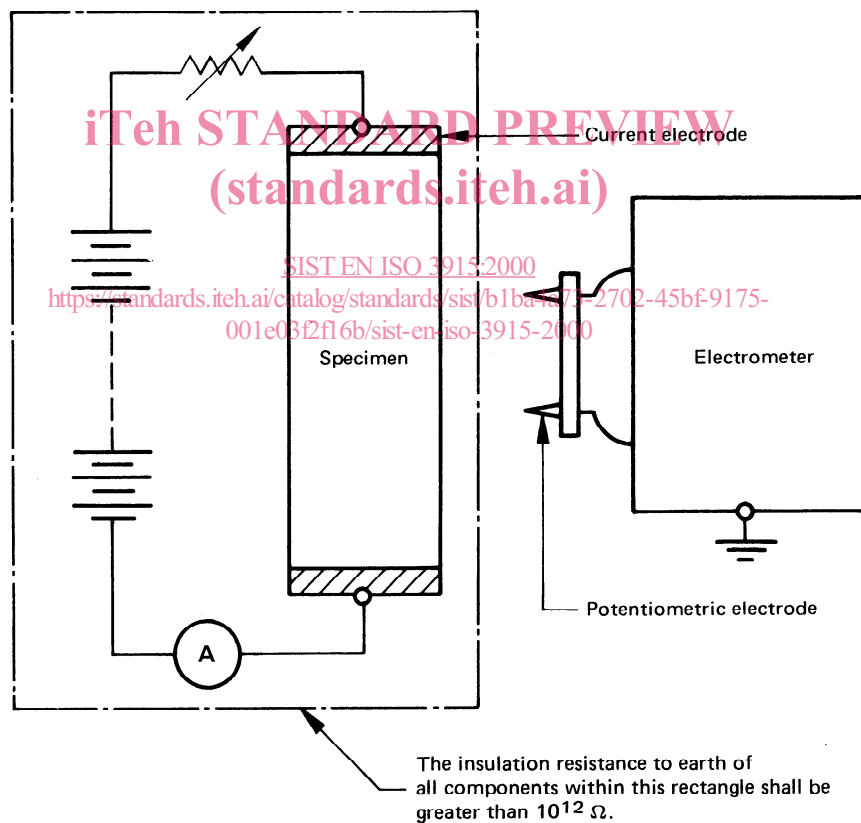 iTeh STANDARD PREVIEW
Current electrode
(standards.iteh.ai)
SIST EN ISO 3915:2000
https://standards.iteh.ai/catalog/standards/sist/b1ba4a73-2702-45bf-9175-
001e03f2f16b/sist-en-iso-3915-2000
Specimen
Electrometer
Potentiometric electrode
A
The insulation resistance to earth of
all components within this rectangle shall be
greater than 10¹² Ω.